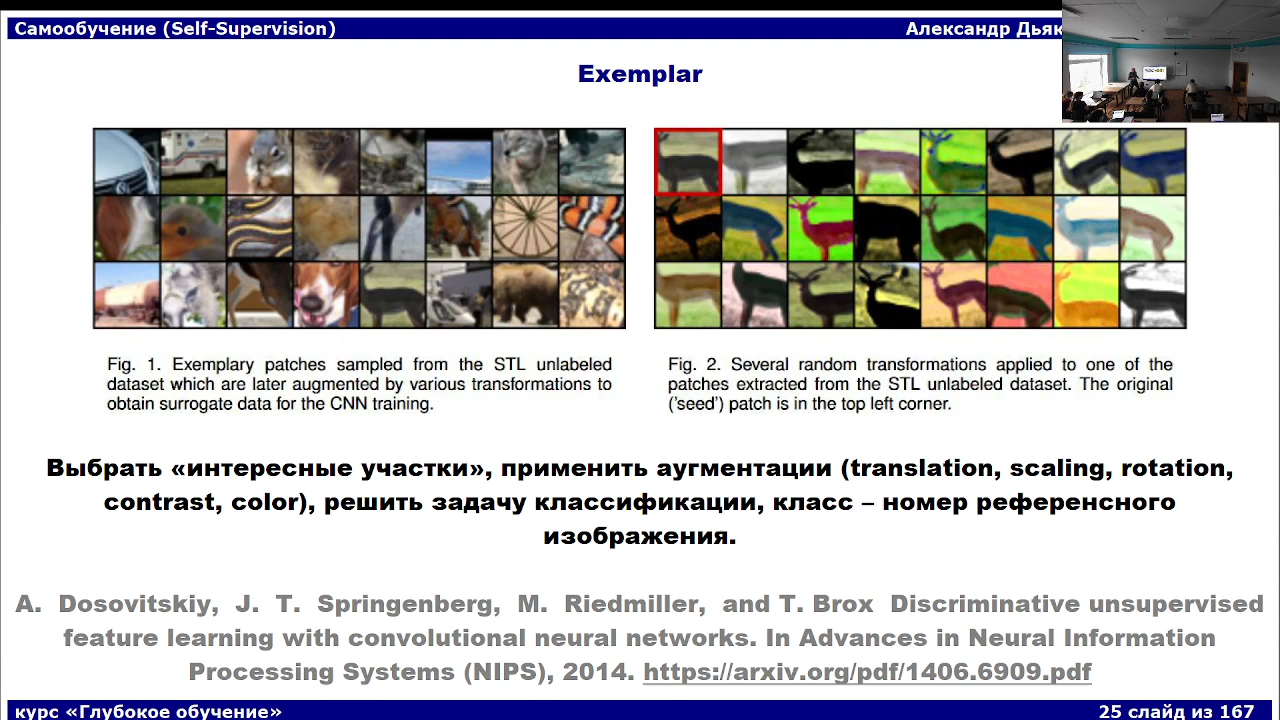 Самообучение (Self-Supervision)
Александр Дьяк
Exemplar
Fig. 1. Exemplary patches sampled from the STL unlabeled
dataset which are later augmented by various transformations to
obtain surrogate data for the CNN training.
Fig. 2. Several random transformations applied to one of the
patches extracted from the STL unlabeled dataset. The original
('seed') patch is in the top left corner.
Выбрать «интересные участки», применить аугментации (translation, scaling, rotation,
contrast, color), решить задачу классификации, класс – номер референсного
изображения.
A. Dosovitskiy, J. T. Springenberg, M. Riedmiller, and T. Brox Discriminative unsupervised
feature learning with convolutional neural networks. In Advances in Neural Information
Processing Systems (NIPS), 2014. https://arxiv.org/pdf/1406.6909.pdf
курс «Глубокое обучение»
25 слайд из 167